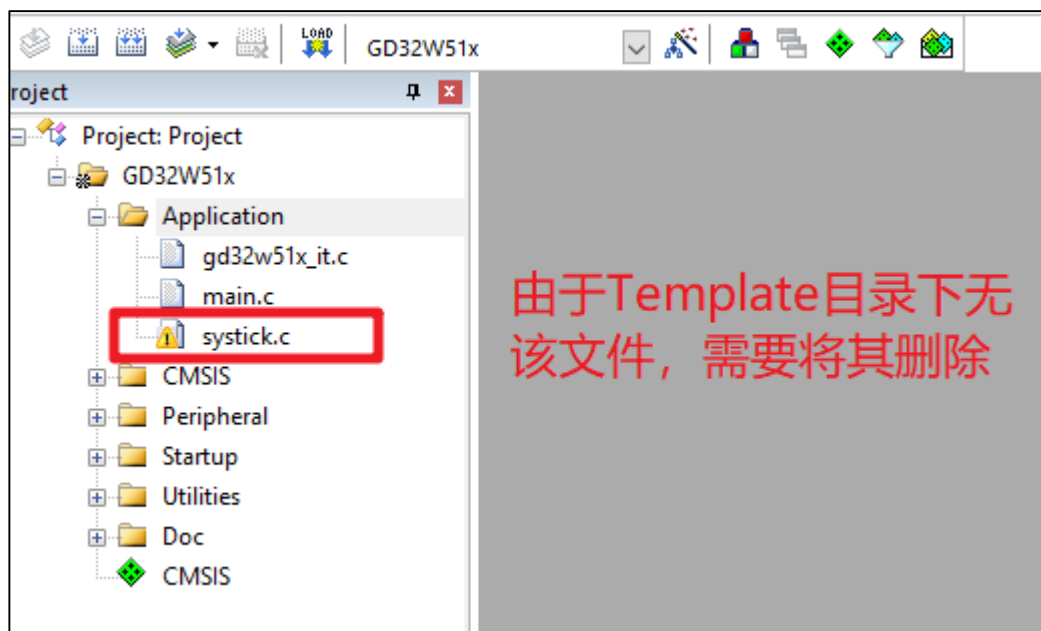 LOAD
GD32W51x
roject
Project: Project
GD32W51x
Application
gd32w51x_it.c
main.c
systick.c
CMSIS
Peripheral
Startup
Utilities
Doc
CMSIS
由于Template目录下无
该文件，需要将其删除